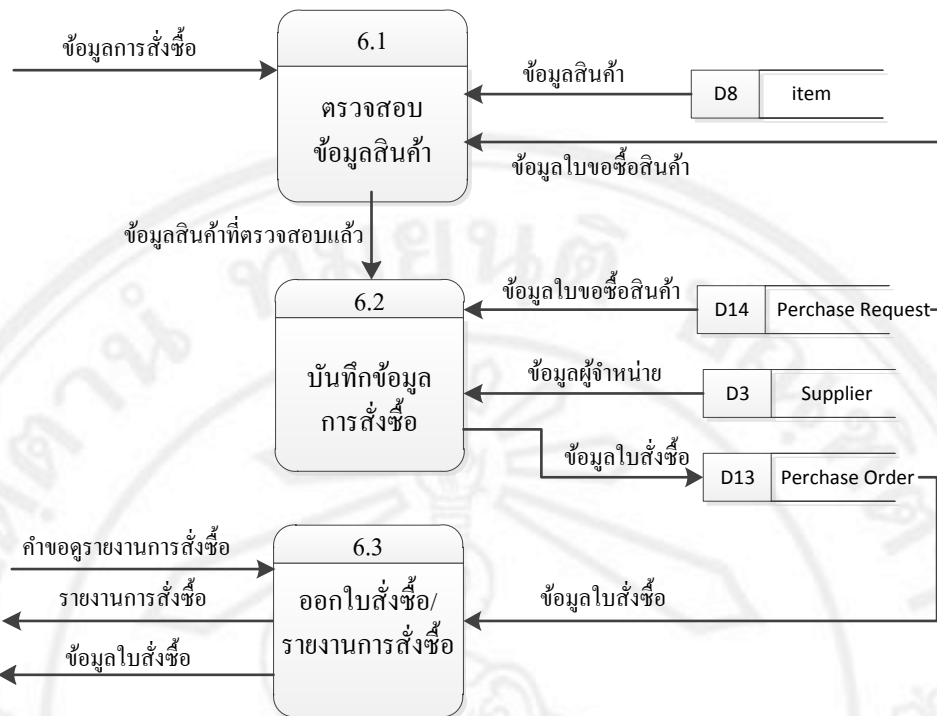 ข้อมูลการสั่งซื้อ
6.1
ตรวจสอบ
ข้อมูลสินค้า
ข้อมูลสินค้า
D8
item
ข้อมูลใบขอซื้อสินค้า
ข้อมูลสินค้าที่ตรวจสอบแล้ว
6.2
บันทึกข้อมูล
การสั่งซื้อ
ข้อมูลใบขอซื้อสินค้า
D14
Purchase Request
ข้อมูลผู้จำหน่าย
D3
Supplier
ข้อมูลใบสั่งซื้อ
D13
Purchase Order
คำขอดูรายงานการสั่งซื้อ
6.3
ออกใบสั่งซื้อ/
รายงานการสั่งซื้อ
รายงานการสั่งซื้อ
ข้อมูลใบสั่งซื้อ
ข้อมูลใบสั่งซื้อ